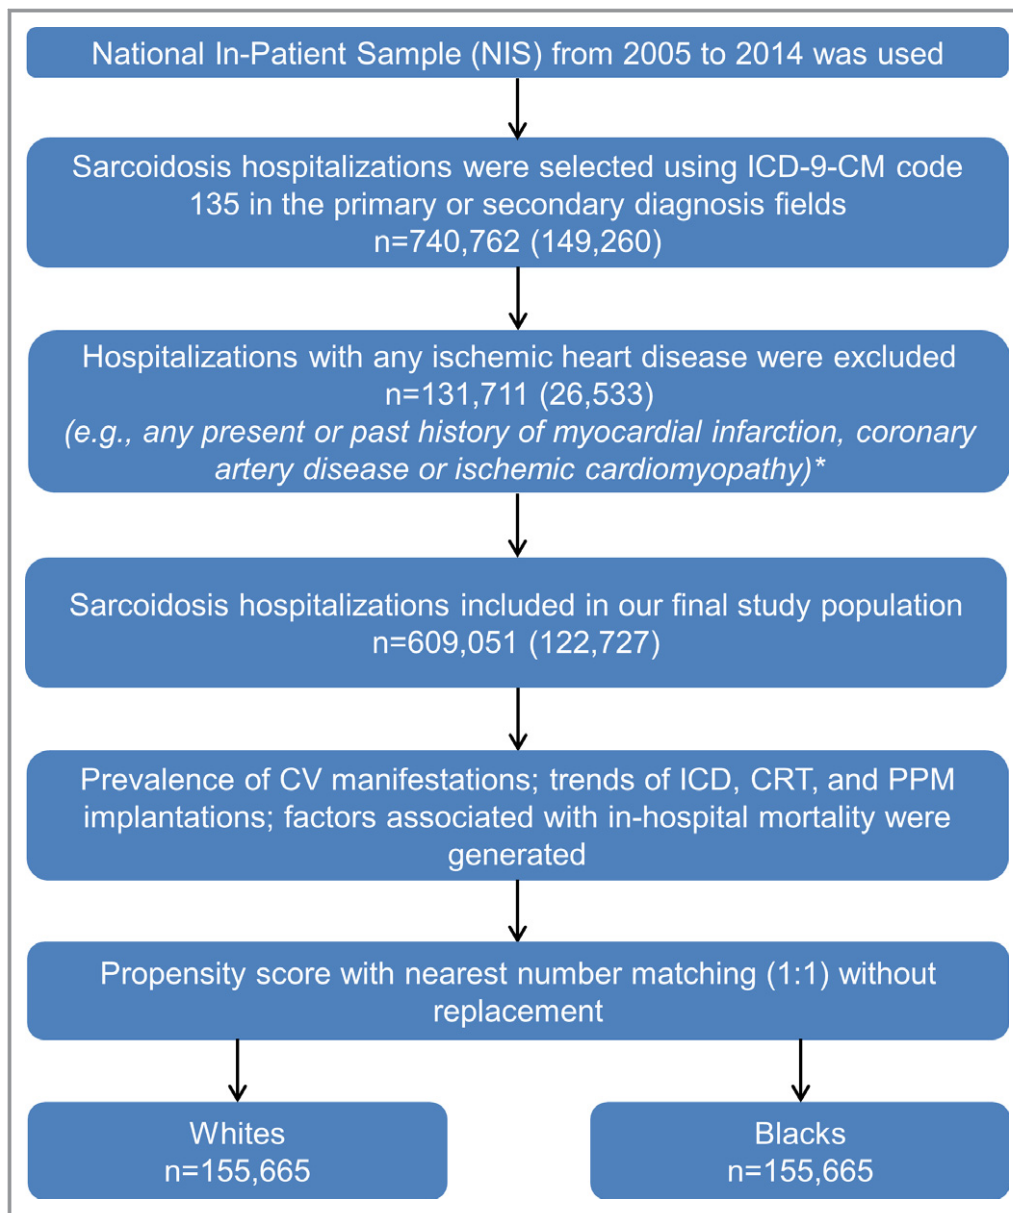 National In-Patient Sample (NIS) from 2005 to 2014 was used
Sarcoidosis hospitalizations were selected using ICD-9-CM code
135 in the primary or secondary diagnosis fields
n=740,762 (149,260)
Hospitalizations with any ischemic heart disease were excluded
n=131,711 (26,533)
(e.g., any present or past history of myocardial infarction, coronary
artery disease or ischemic cardiomyopathy)*
Sarcoidosis hospitalizations included in our final study population
n=609,051 (122,727)
Prevalence of CV manifestations; trends of ICD, CRT, and PPM
implantations; factors associated with in-hospital mortality were
generated
Propensity score with nearest number matching (1:1) without
replacement
Whites
n=155,665
Blacks
n=155,665